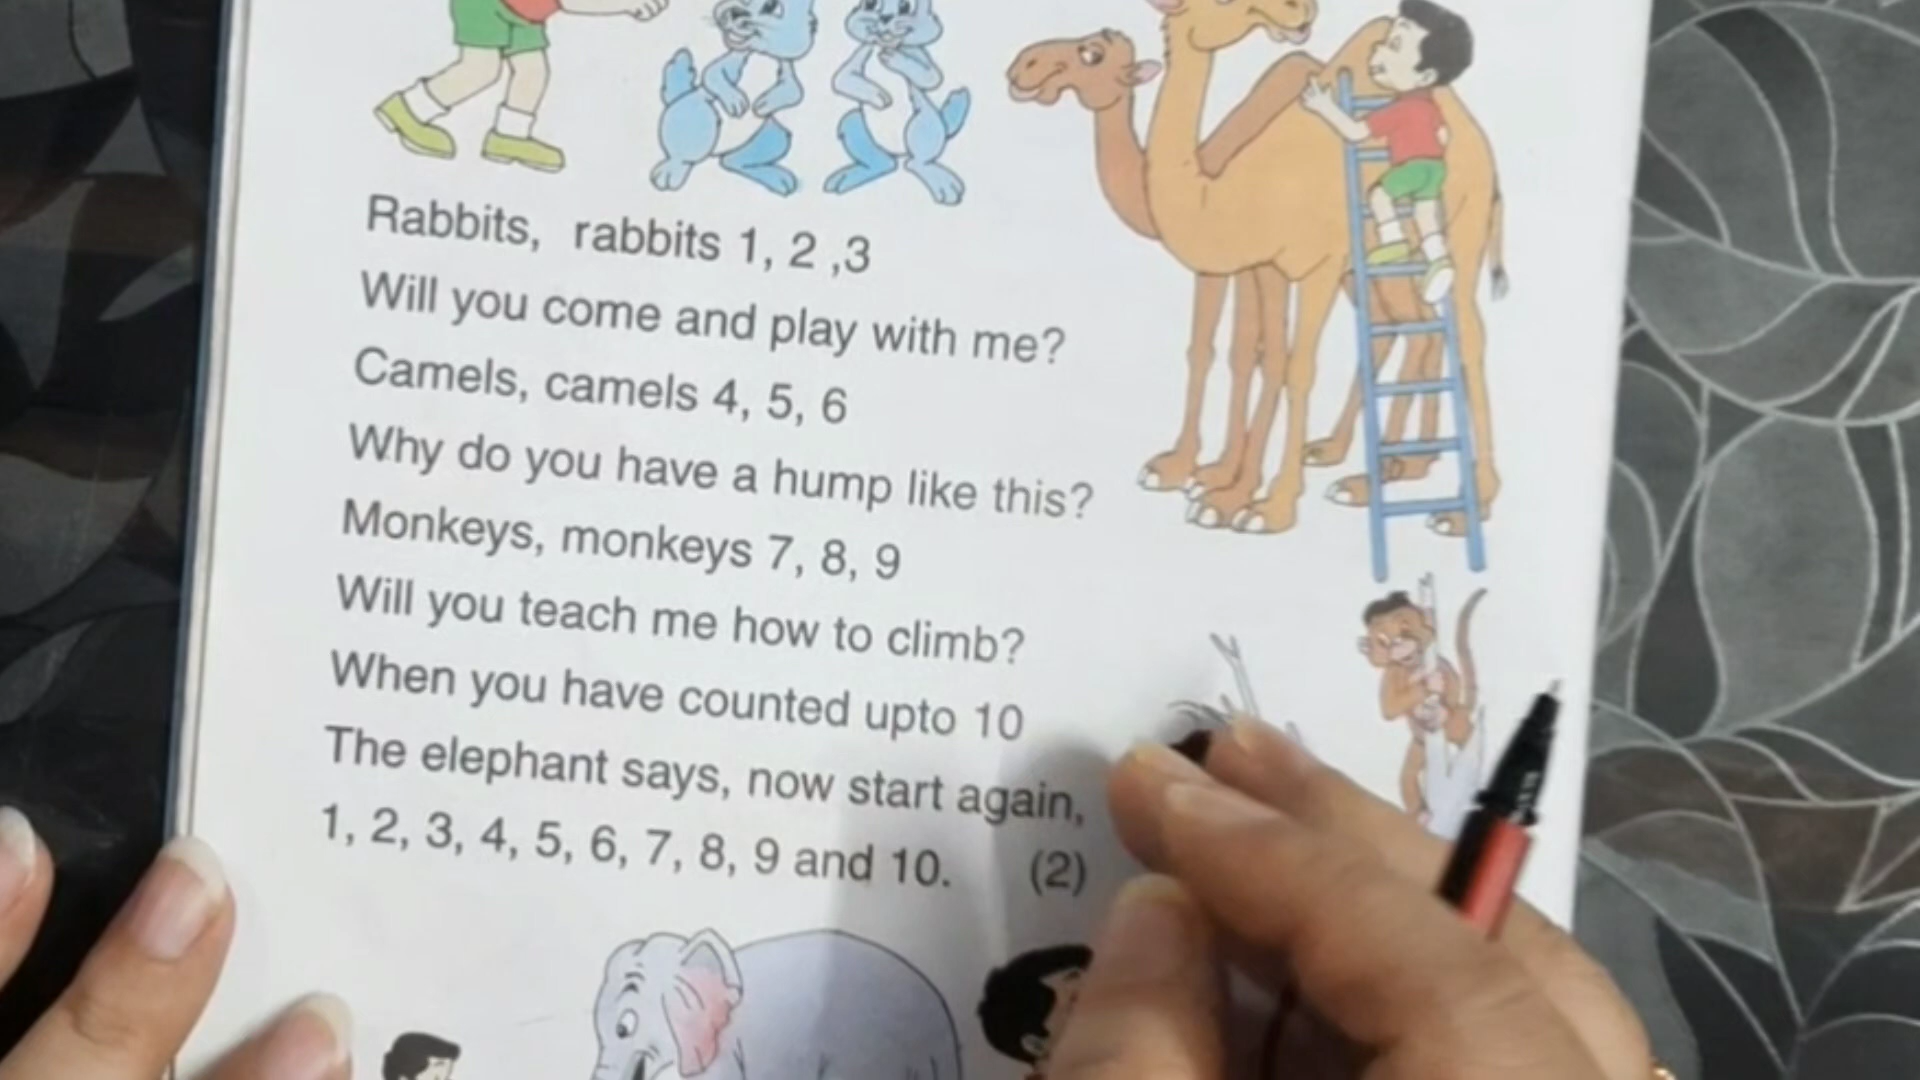 Rabbits, rabbits 1, 2 ,3
Will you come and play with me?
Camels, camels 4, 5, 6
Why do you have a hump like this?
Monkeys, monkeys 7, 8, 9
Will you teach me how to climb?
When you have counted upto 10
The elephant says, now start again,
1, 2, 3, 4, 5, 6, 7, 8, 9 and 10. (2)